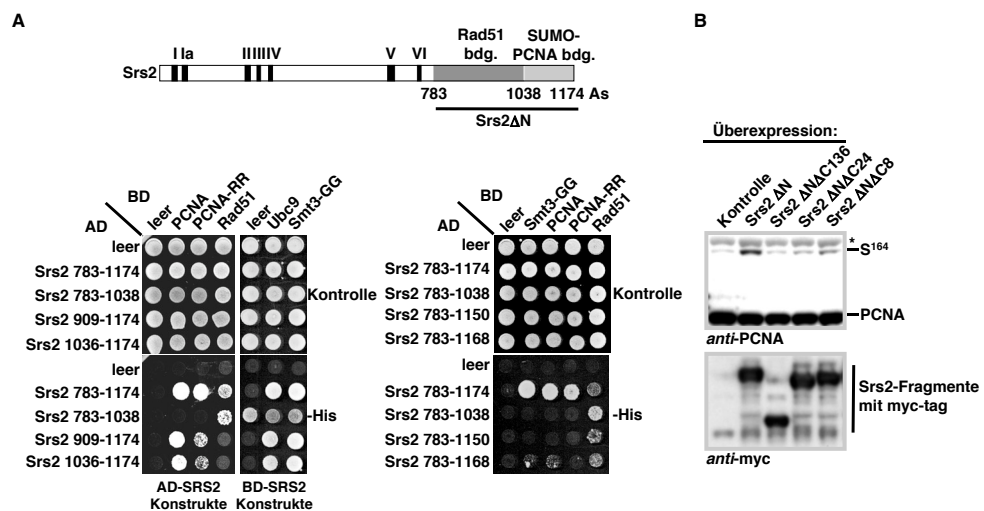 A
B
Rad51 bdg.
SUMO-PCNA bdg.
I Ia II III IV V VI
Srs2
783 1038 1174 As
Srs2ΔN
BD
AD
leer PCNA PCNA-RR Rad51 leer Ubc9 Smt3-GG
leer
Srs2 783-1174
Srs2 783-1038
Srs2 909-1174
Srs2 1036-1174
Kontrolle
leer
Srs2 783-1174
Srs2 783-1038
Srs2 909-1174
Srs2 1036-1174
-His
AD-SRS2 Konstrukte
BD-SRS2 Konstrukte
BD
AD
leer Smt3-GG PCNA PCNA-RR Rad51
leer
Srs2 783-1174
Srs2 783-1038
Srs2 783-1150
Srs2 783-1168
Kontrolle
leer
Srs2 783-1174
Srs2 783-1038
Srs2 783-1150
Srs2 783-1168
-His
Überexpression:
Kontrolle
Srs2 ΔN
Srs2 ΔNΔC136
Srs2 ΔNΔC24
Srs2 ΔNΔC8
*
S164
PCNA
anti-PCNA
Srs2-Fragmente
mit myc-tag
anti-myc